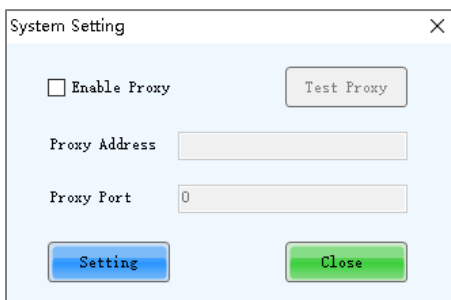 System Setting
Enable Proxy
Test Proxy
Proxy Address
Proxy Port
0
Setting
Close